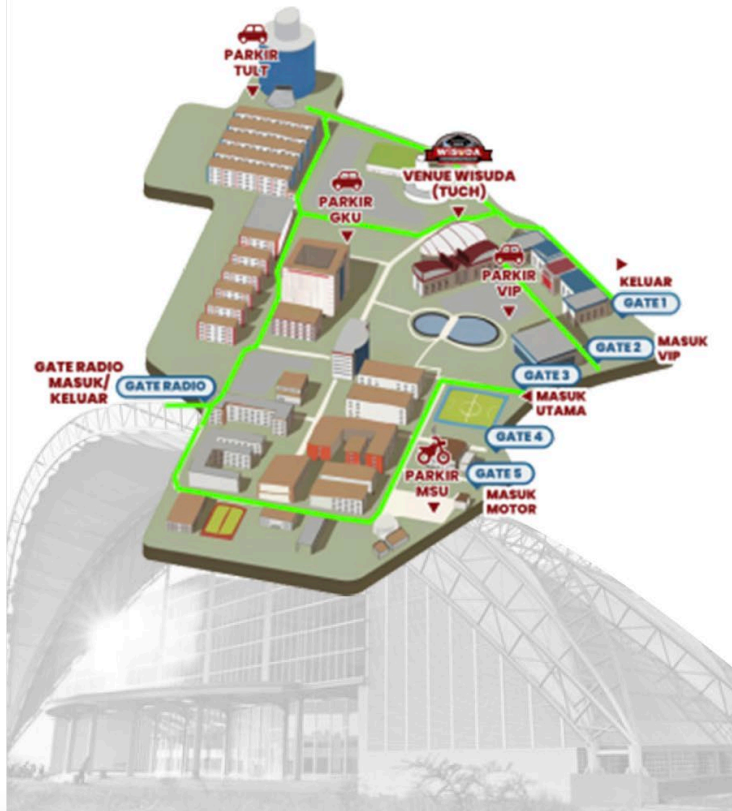 PARKIR
TULT
WISUDA
VENUE WISUDA
(TUCH)
PARKIR
GKU
PARKIR
VIP
KELUAR
GATE 1
GATE 2
MASUK
VIP
GATE RADIO
MASUK/
KELUAR
GATE RADIO
GATE 3
MASUK
UTAMA
GATE 4
PARKIR
MSU
GATE 5
MASUK
MOTOR